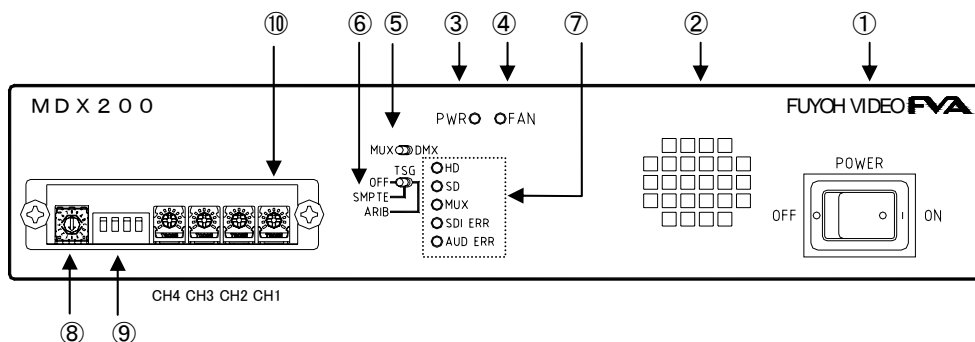 ⑩ ⑥ ⑤ ③ ④ ⑦ ② ①
MDX200
FUYOH VIDEO FVA
PWR FAN
MUX DMX
POWER
TSG
HD
OFF
SD
SMPTE
MUX
ARIB
SDI ERR
AUD ERR
OFF
ON
CH4 CH3 CH2 CH1
⑧ ⑨